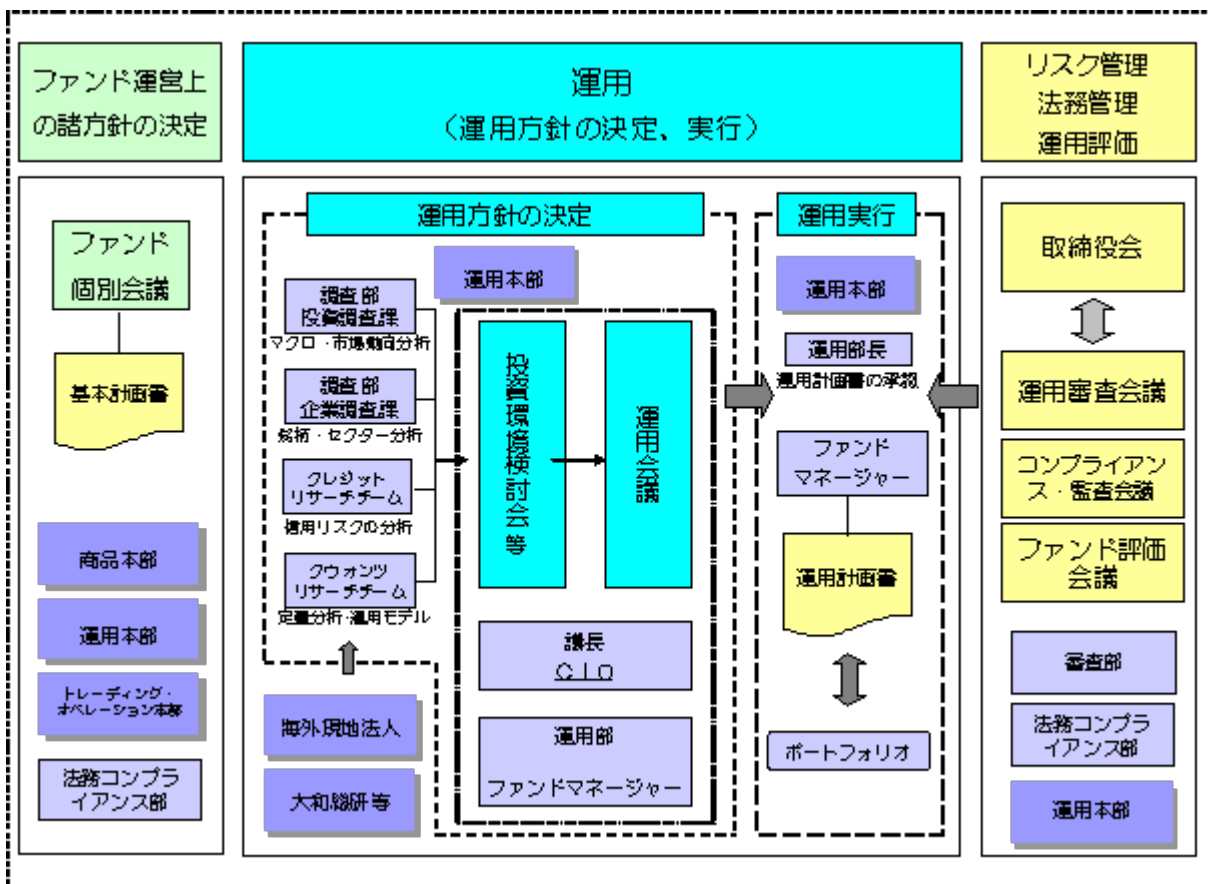 ファンド運営上
の諸方針の決定
運用
(運用方針の決定、実行)
リスク管理
法務管理
運用評価
ファンド
個別会議
基本計画書
商品本部
運用本部
トレーディング・
オペレーション本部
法務コンプラ
イアンス部
運用方針の決定
運用本部
調査部
投資調査課
マクロ・市場動向分析
調査部
企業調査課
銘柄・セクター分析
クレジット
リサーチチーム
信用リスクの分析
クウォンツ
リサーチチーム
定量分析・運用モデル
海外現地法人
大和総研等
投資環境検討会等
運用会議
議長
CIO
運用部
ファンドマネージャー
運用実行
運用本部
運用部長
運用計画書の承認
ファンド
マネージャー
運用計画書
ポートフォリオ
取締役会
運用審査会議
コンプライアン
ス・監査会議
ファンド評価
会議
審査部
法務コンプラ
イアンス部
運用本部